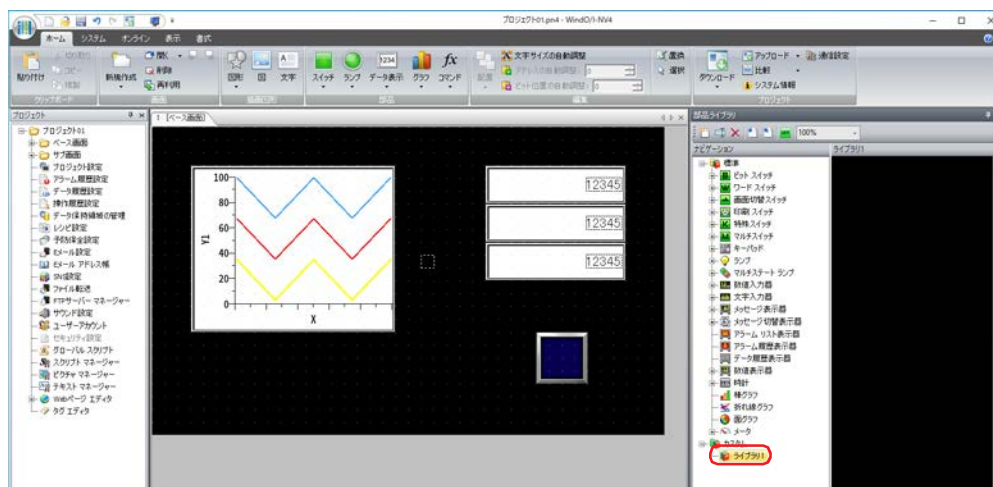 プロジェクト01.pn4 - WindO/I-NV4
ホーム システム オンライン 表示 書式
貼り付け
切り取り
コピー
複製
クリップボード
新規作成
開く
削除
再利用
画面
図形
図
文字
スイッチ
ランプ
データ表示
グラフ
コマンド
部品
配置
文字サイズの自動調整
アドレスの自動調整: 0
ビット位置の自動調整: 0
置換
選択
編集
ダウンロード
アップロード
比較
システム情報
通信設定
プロジェクト
プロジェクト
プロジェクト01
ベース画面
サブ画面
プロジェクト設定
アラーム履歴設定
データ履歴設定
操作履歴設定
データ保持領域の管理
レシピ設定
予防保全設定
Eメール設定
Eメール アドレス帳
SNS設定
ファイル転送
FTPサーバー マネージャー
サウンド設定
ユーザーアカウント
セキュリティ設定
グローバル スクリプト
スクリプト マネージャー
ピクチャ マネージャー
テキスト マネージャー
Webページ エディタ
タグ エディタ
1 [ベース画面]
100
80
60
40
20
0
Y1
X
12345
12345
部品ライブラリ
100%
ナビゲーション
ライブラリ1
標準
ビット スイッチ
ワード スイッチ
画面切替スイッチ
印刷 スイッチ
特殊スイッチ
マルチスイッチ
キーパッド
ランプ
マルチステート ランプ
数値入力器
文字入力器
メッセージ表示器
メッセージ切替表示器
アラーム リスト表示器
アラーム履歴表示器
データ履歴表示器
数値表示器
時計
棒グラフ
折れ線グラフ
面グラフ
メータ
カスタム
ライブラリ1